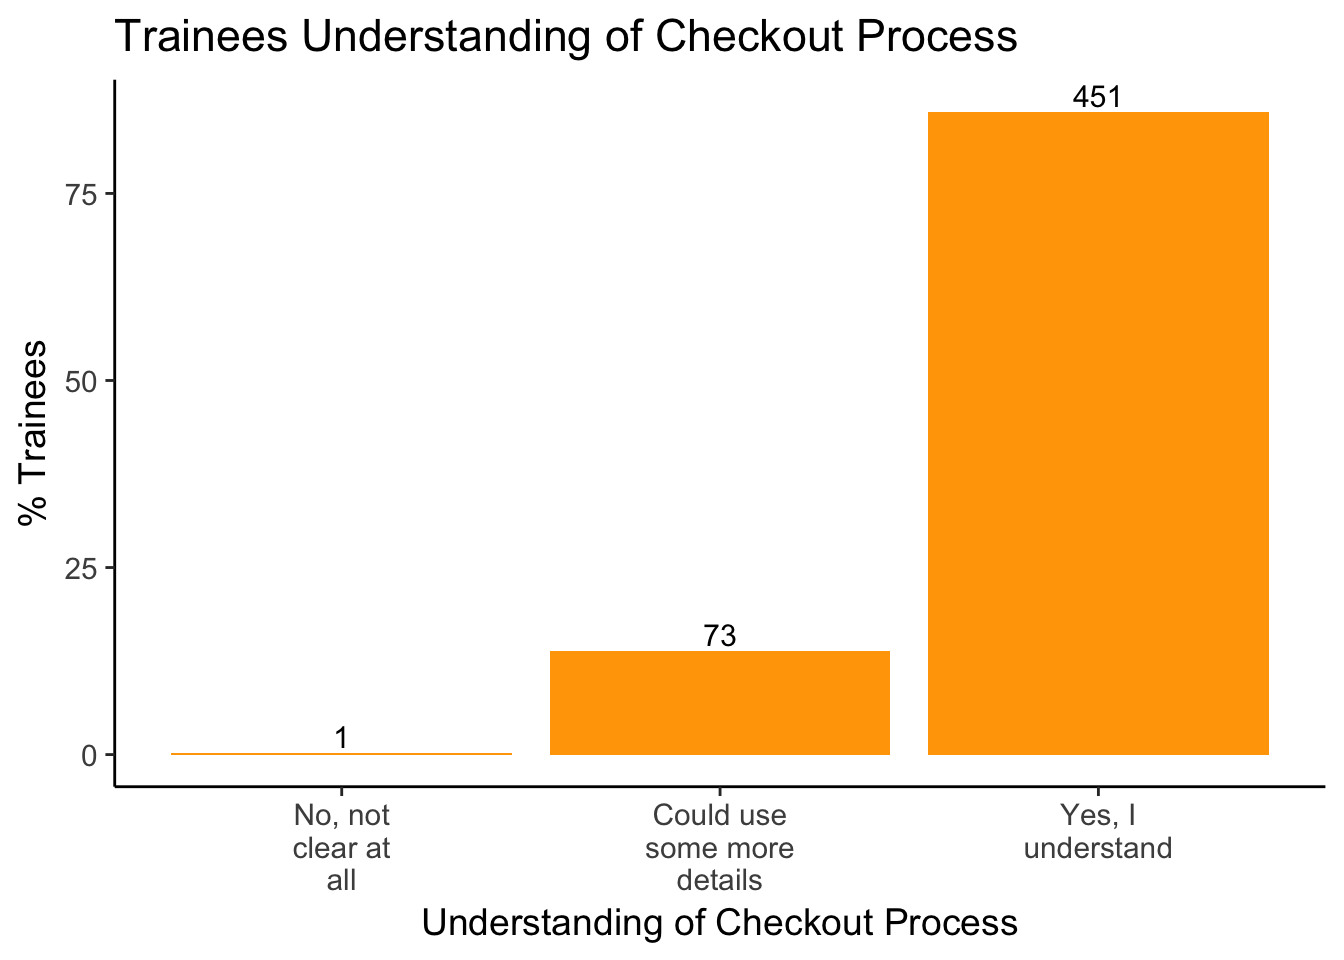 Trainees Understanding of Checkout Process
451
75
50
% Trainees
25
73
1
0
No, not
clear at
all
Could use
some more
details
Yes, I
understand
Understanding of Checkout Process